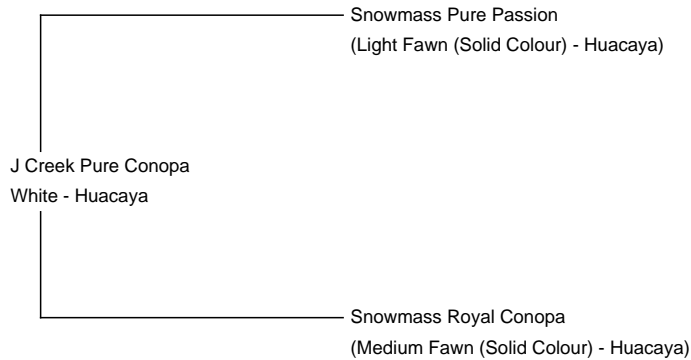 Snowmass Pure Passion
(Light Fawn (Solid Colour) - Huacaya)
J Creek Pure Conopa
White - Huacaya
Snowmass Royal Conopa
(Medium Fawn (Solid Colour) - Huacaya)